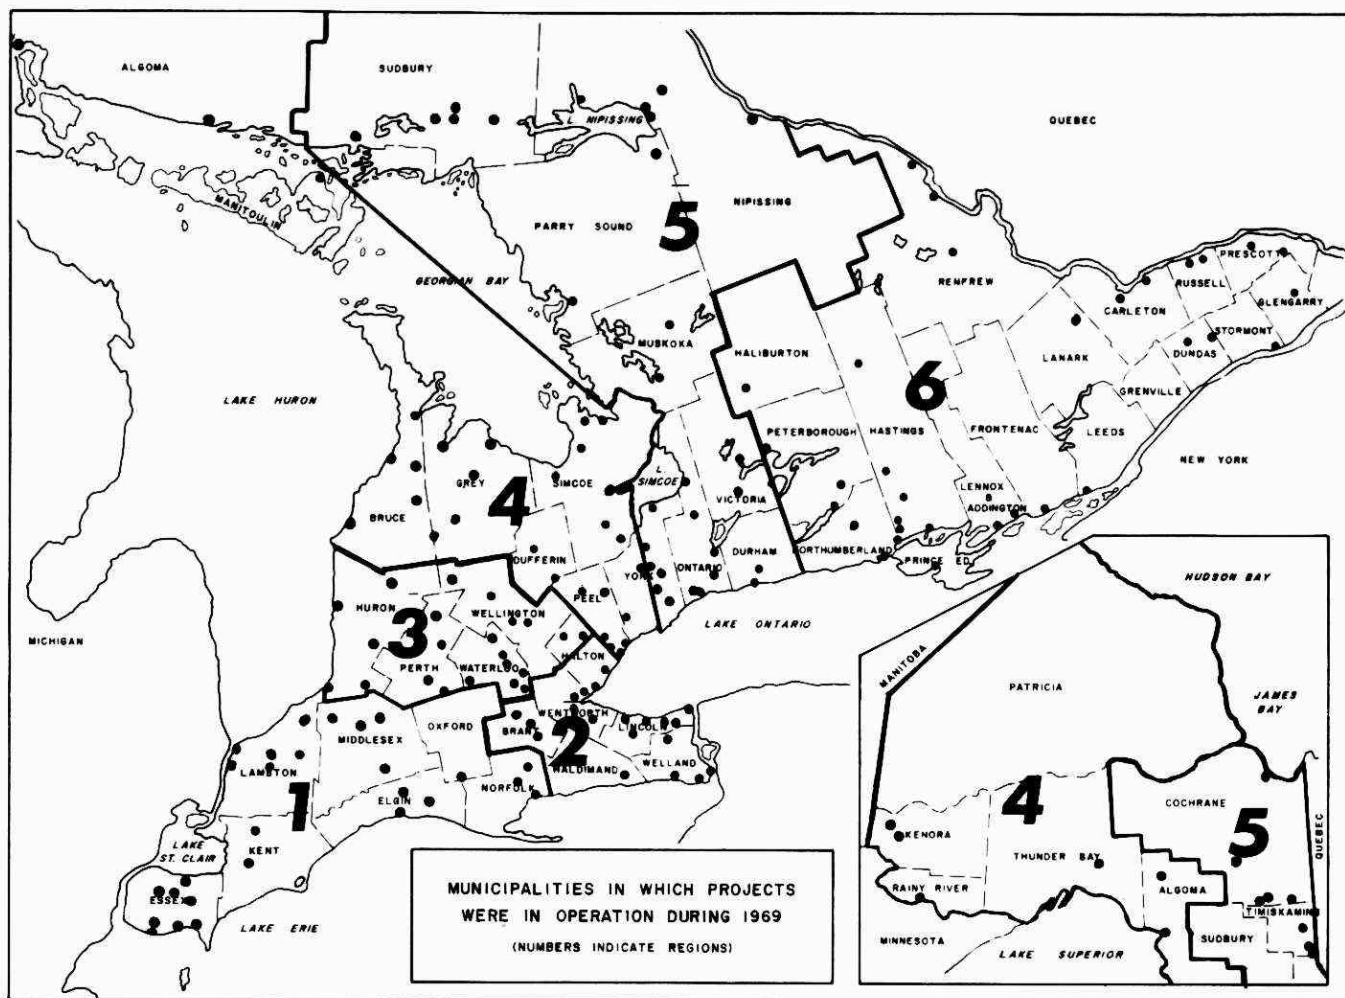 ALGOMA
SUDBURY
L. NIPISSING
QUEBEC
MANITOULIN
PARRY SOUND
5
NIPISSING
GEORGIAN BAY
RENFREW
PRESCOTT
RUSSELL
CARLETON
GLENGARRY
STORMONT
DUNDAS
MUSKOKA
HALIBURTON
LANARK
GRENVILLE
LAKE HURON
6
PETERBOROUGH
HASTINGS
FRONTENAC
LEEDS
NEW YORK
GREY
4
SIMCOE
L.
SIMCOE
VICTORIA
LENNOX
&
ADDINGTON
BRUCE
DUFFERIN
DURHAM
NORTHUMBERLAND
PRINCE ED.
YORK
ONTARIO
PEEL
HURON
WELLINGTON
3
LAKE ONTARIO
MICHIGAN
PERTH
WATERLOO
HALTON
WENTWORTH
OXFORD
BRANT
2
LINCOLN
MIDDLESEX
LAMBTON
WELLAND
HALDIMAND
NORFOLK
1
ELGIN
KENT
LAKE
ST. CLAIR
ESSEX
LAKE ERIE
MUNICIPALITIES IN WHICH PROJECTS
WERE IN OPERATION DURING 1969
(NUMBERS INDICATE REGIONS)
HUDSON BAY
MANITOBA
PATRICIA
JAMES
BAY
4
COCHRANE
5
QUEBEC
KENORA
THUNDER BAY
RAINY RIVER
ALGOMA
TIMISKAMING
MINNESOTA
LAKE SUPERIOR
SUDBURY